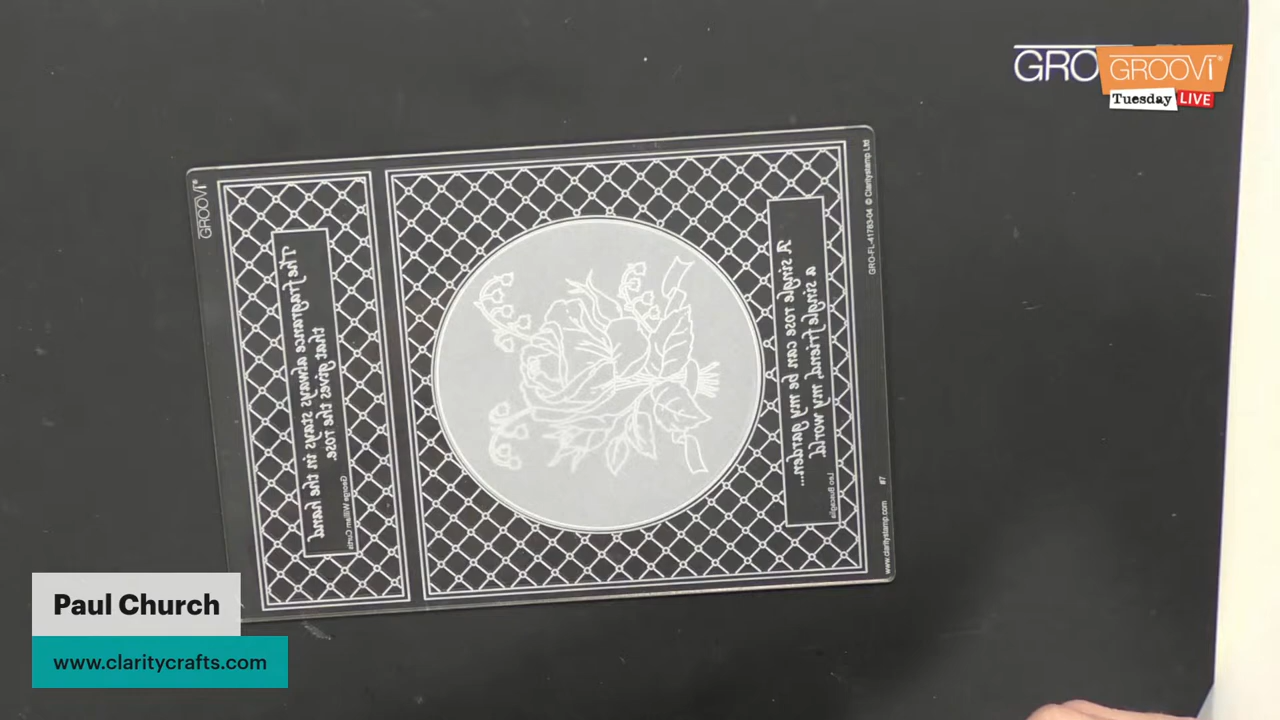 GRO
GROOVI®
Tuesday LIVE
GROOVI®
The fragrance always stays in the hand
that gives the rose.
George William Curtis
A single rose can be my garden...
a single friend, my world
Leo Buscaglia
GRO-FL-41783-04 © Claritystamp Ltd
www.claritystamp.com #7
Paul Church
www.claritycrafts.com